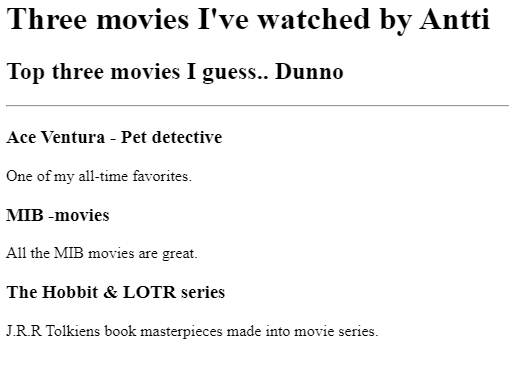 Three movies I've watched by Antti
Top three movies I guess.. Dunno
Ace Ventura - Pet detective
One of my all-time favorites.
MIB -movies
All the MIB movies are great.
The Hobbit & LOTR series
J.R.R Tolkiens book masterpieces made into movie series.